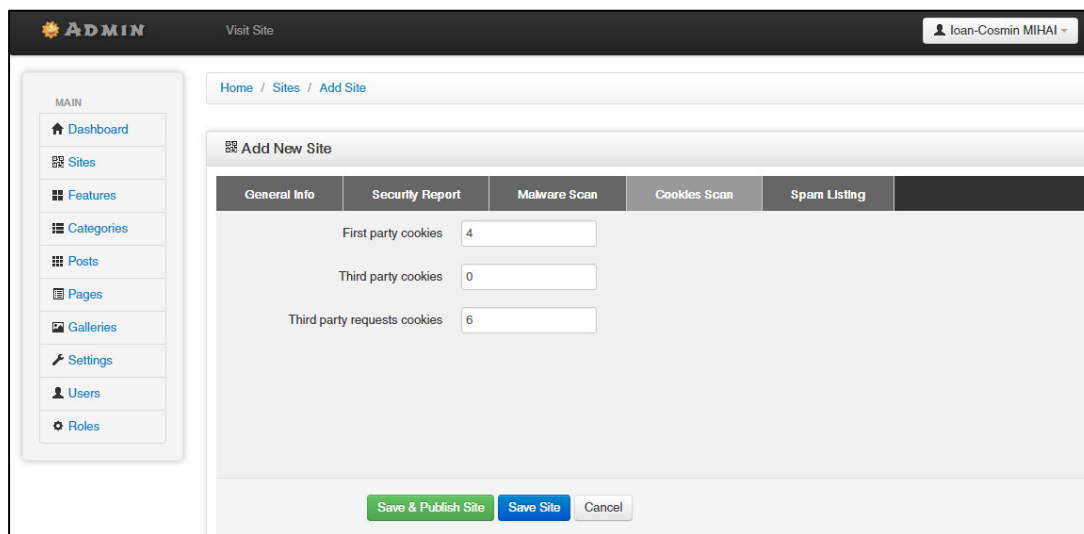 ADMIN
Visit Site
Ioan-Cosmin MIHAI
MAIN
Dashboard
Sites
Features
Categories
Posts
Pages
Galleries
Settings
Users
Roles
Home / Sites / Add Site
Add New Site
General Info
Security Report
Malware Scan
Cookies Scan
Spam Listing
First party cookies 4
Third party cookies 0
Third party requests cookies 6
Save & Publish Site
Save Site
Cancel